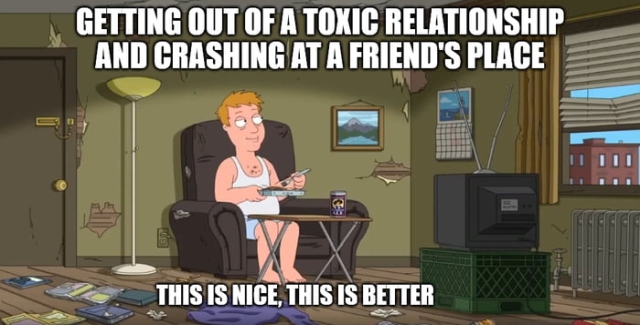 GETTING OUT OF A TOXIC RELATIONSHIP
AND CRASHING AT A FRIEND'S PLACE
THIS IS NICE, THIS IS BETTER